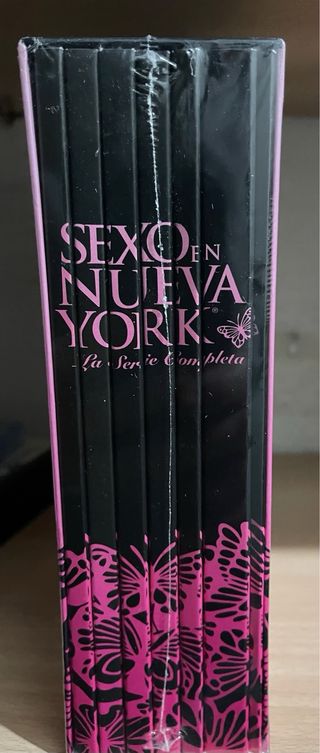 SEXO EN
NUEVA
YORK®
La Serie Completa